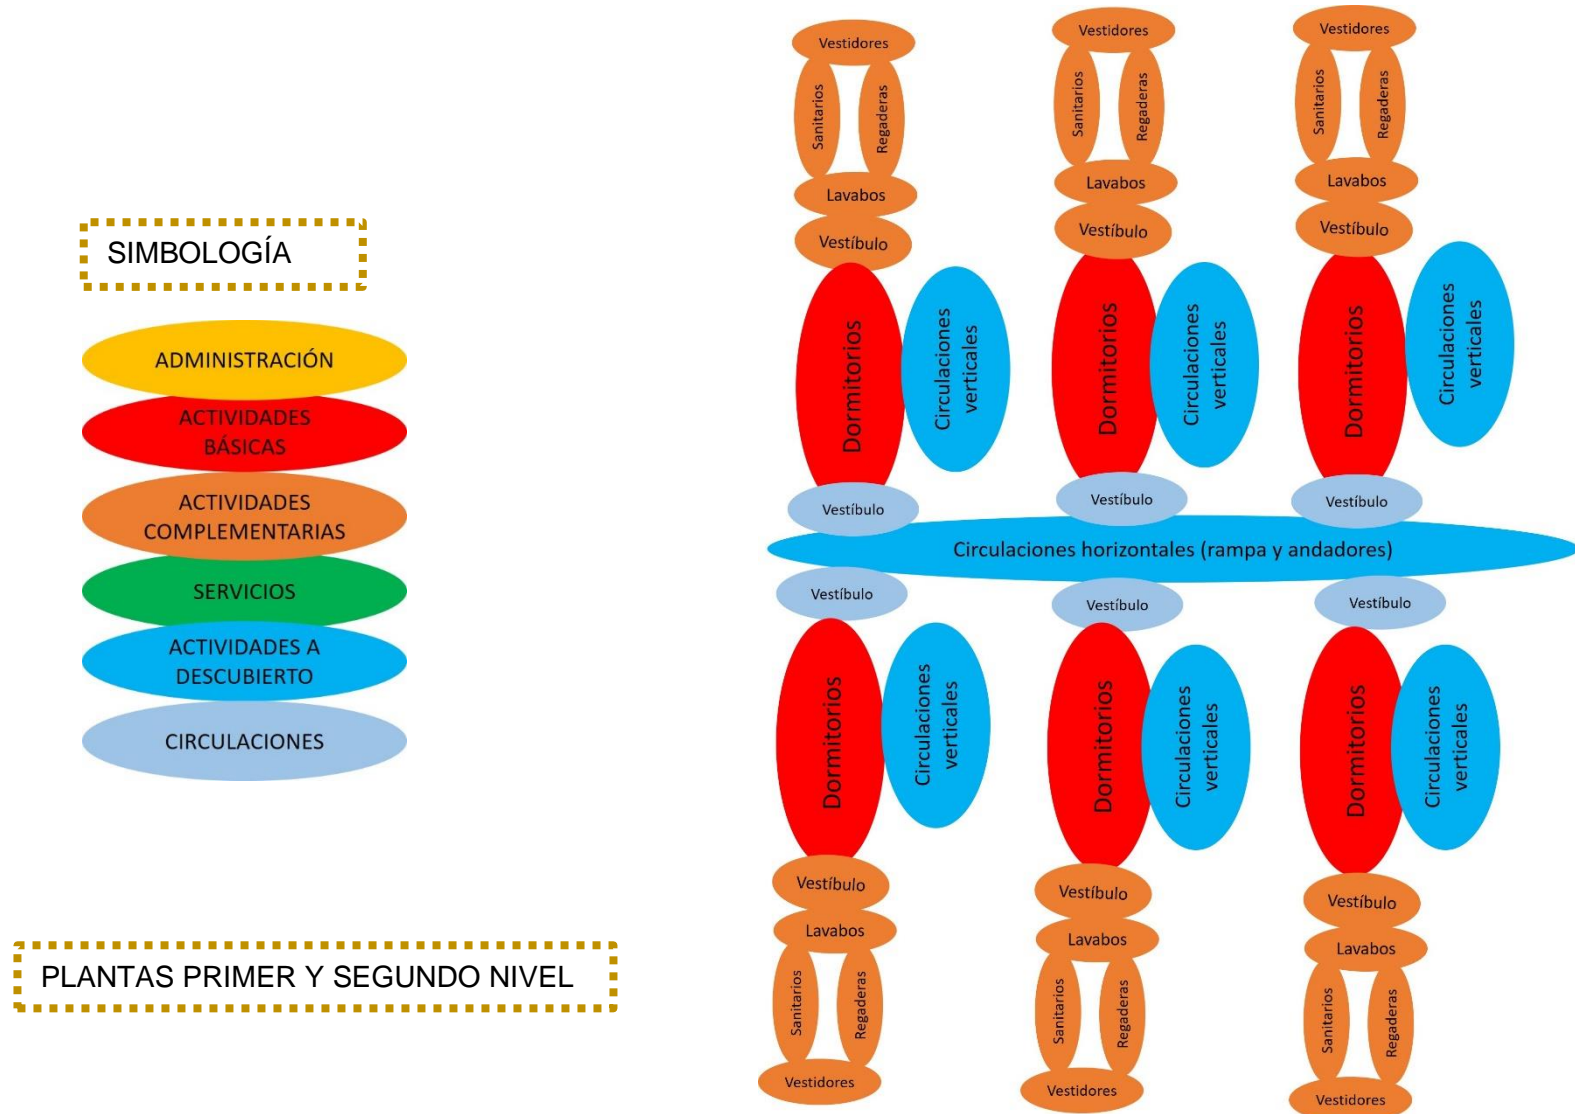 SIMBOLOGÍA
ADMINISTRACIÓN
ACTIVIDADES
BÁSICAS
ACTIVIDADES
COMPLEMENTARIAS
SERVICIOS
ACTIVIDADES A
DESCUBIERTO
CIRCULACIONES
PLANTAS PRIMER Y SEGUNDO NIVEL
Vestidores
Sanitarios
Regaderas
Lavabos
Vestíbulo
Dormitorios
Circulaciones
verticales
Vestíbulo
Vestidores
Sanitarios
Regaderas
Lavabos
Vestíbulo
Dormitorios
Circulaciones
verticales
Vestíbulo
Vestidores
Sanitarios
Regaderas
Lavabos
Vestíbulo
Dormitorios
Circulaciones
verticales
Vestíbulo
Circulaciones horizontales (rampa y andadores)
Vestíbulo
Dormitorios
Circulaciones
verticales
Vestíbulo
Lavabos
Sanitarios
Regaderas
Vestidores
Vestíbulo
Dormitorios
Circulaciones
verticales
Vestíbulo
Lavabos
Sanitarios
Regaderas
Vestidores
Vestíbulo
Dormitorios
Circulaciones
verticales
Vestíbulo
Lavabos
Sanitarios
Regaderas
Vestidores